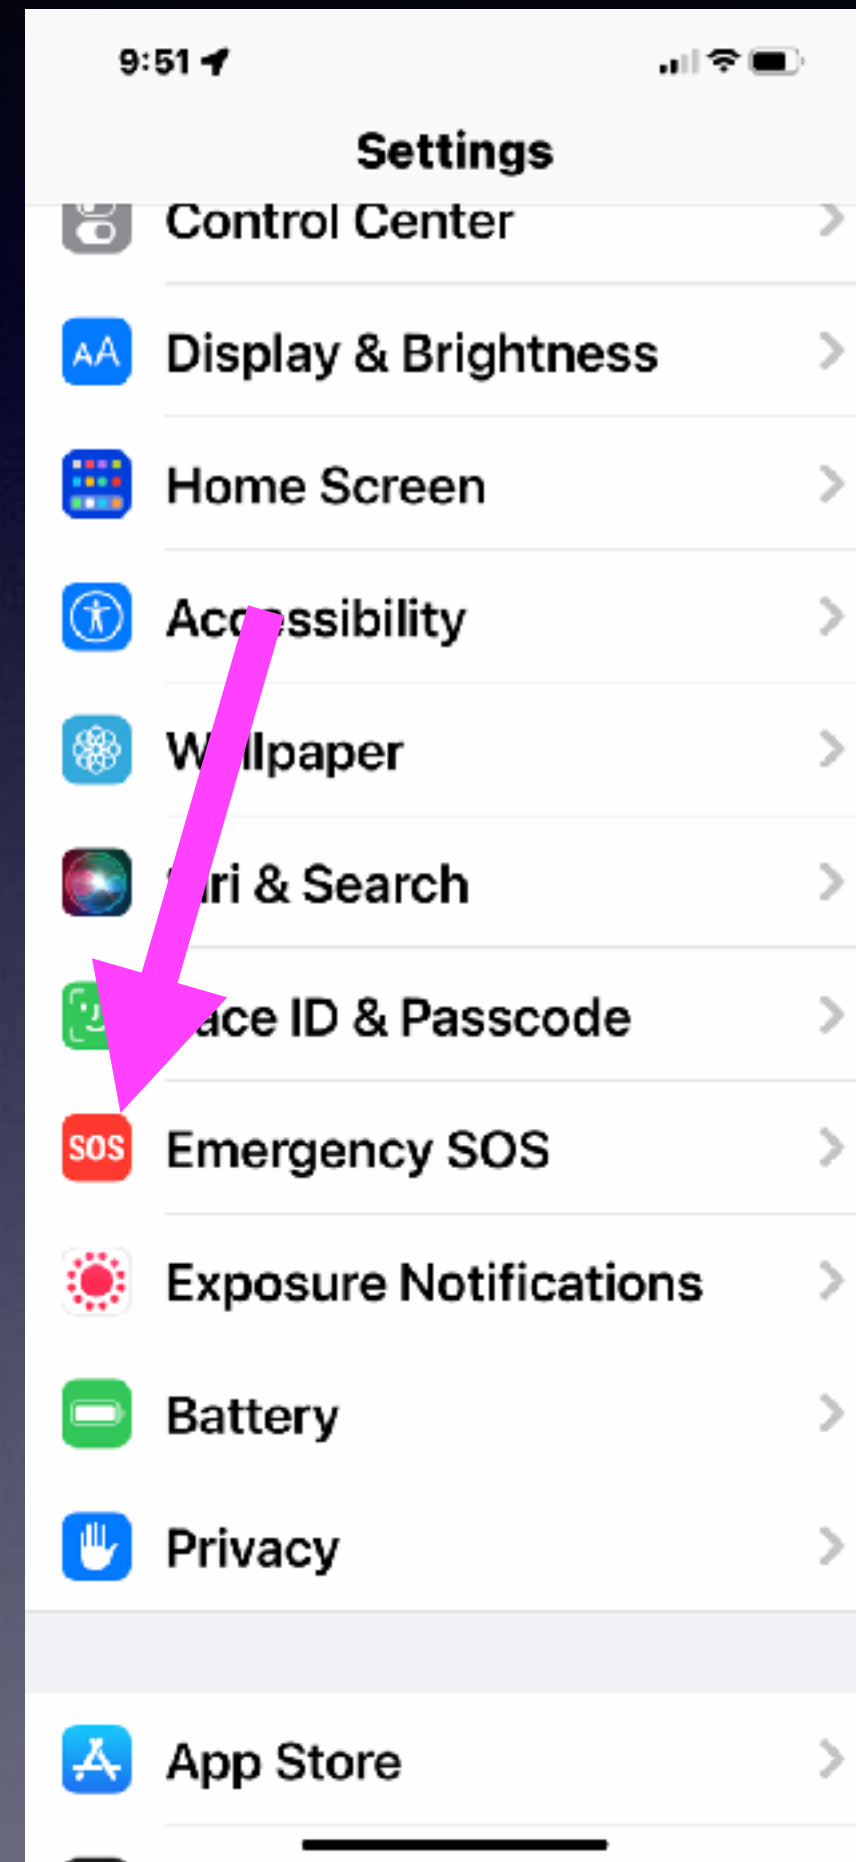 9:51
Settings
Control Center
AA
Display & Brightness
Home Screen
Accessibility
Wallpaper
Siri & Search
Face ID & Passcode
SOS
Emergency SOS
Exposure Notifications
Battery
Privacy
App Store